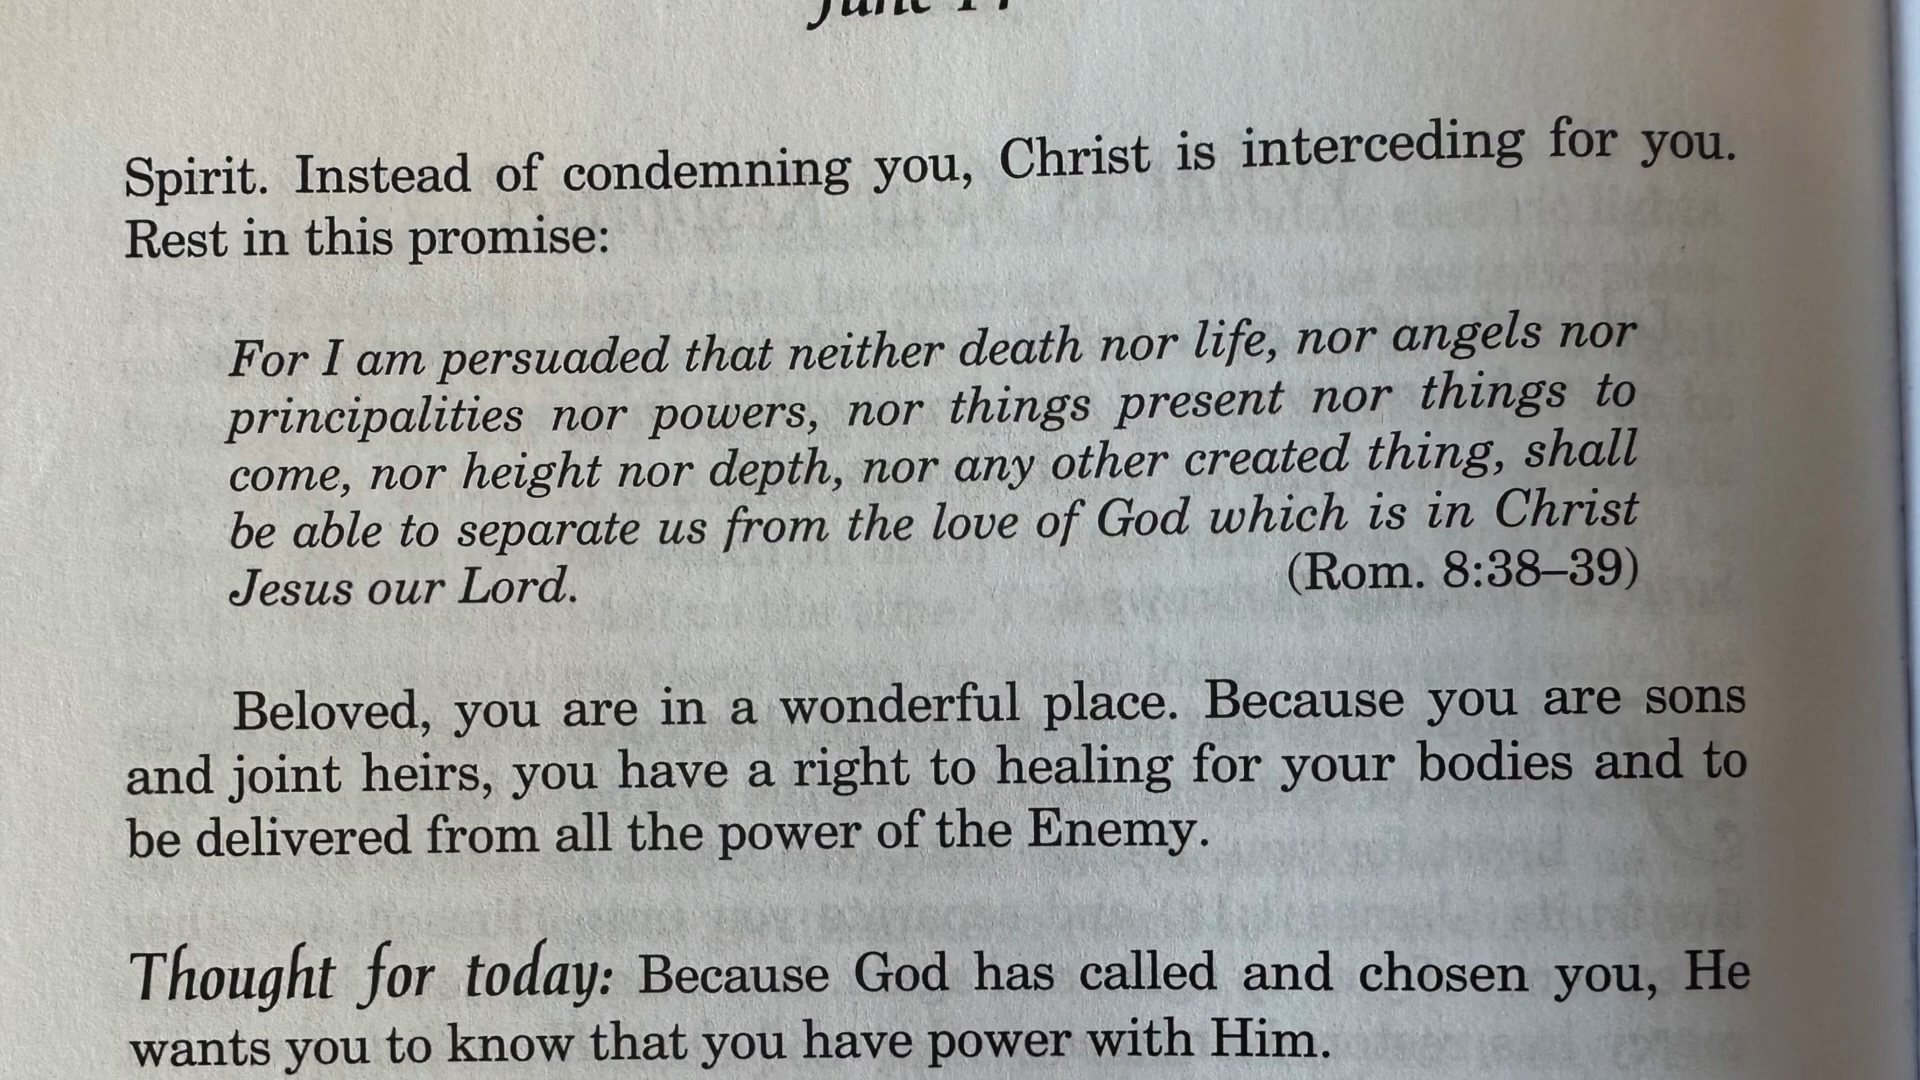 June
Spirit. Instead of condemning you, Christ is interceding for you.
Rest in this promise:
For I am persuaded that neither death nor life, nor angels nor
principalities nor powers, nor things present nor things to
come, nor height nor depth, nor any other created thing, shall
be able to separate us from the love of God which is in Christ
Jesus our Lord. (Rom. 8:38–39)
Beloved, you are in a wonderful place. Because you are sons
and joint heirs, you have a right to healing for your bodies and to
be delivered from all the power of the Enemy.
Thought for today: Because God has called and chosen you, He
wants you to know that you have power with Him.